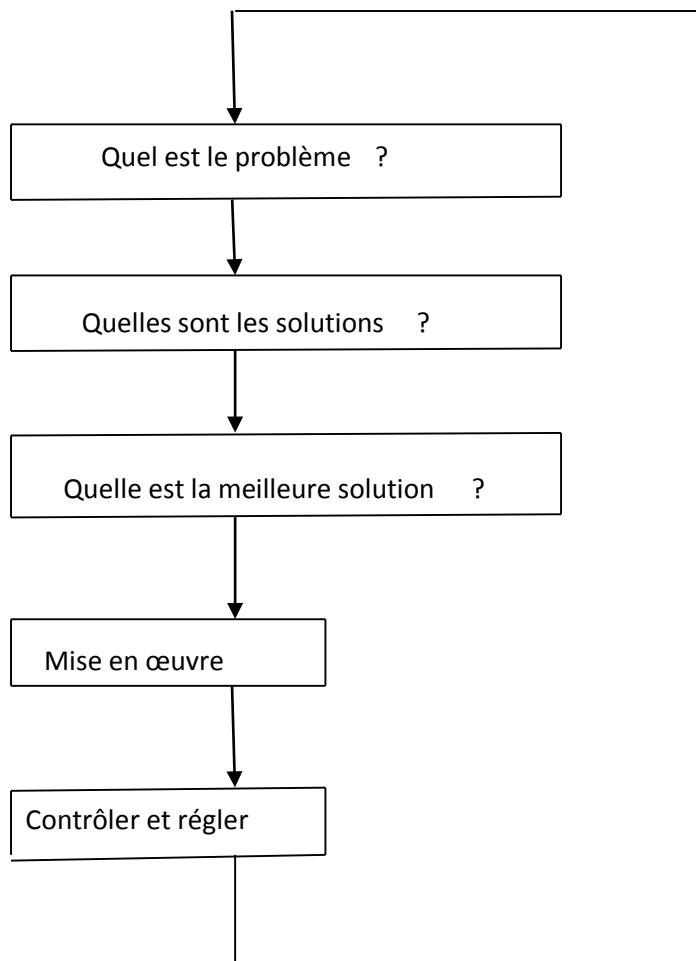 Quel est le problème ?
Quelles sont les solutions ?
Quelle est la meilleure solution ?
Mise en œuvre
Contrôler et régler